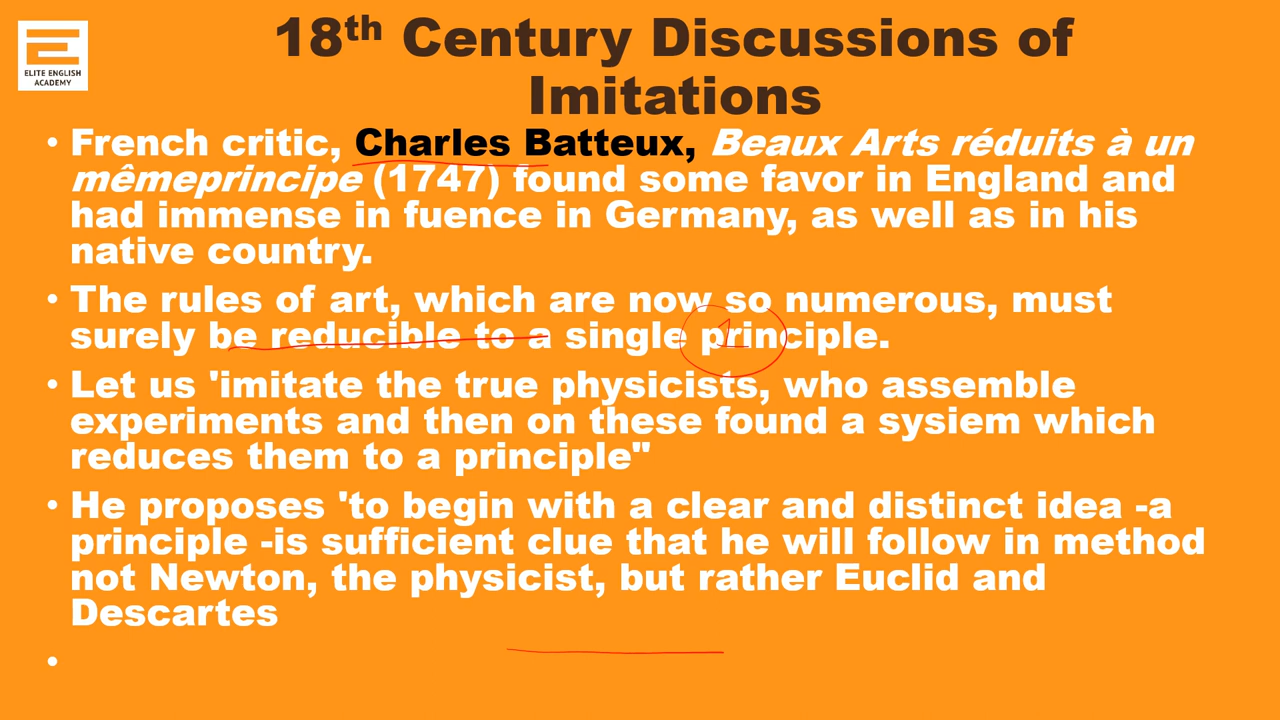 ELITE ENGLISH
ACADEMY
18th Century Discussions of
Imitations
• French critic, Charles Batteux, Beaux Arts réduits à un
mêmeprincipe (1747) found some favor in England and
had immense in fuence in Germany, as well as in his
native country.
• The rules of art, which are now so numerous, must
surely be reducible to a single principle.
1
• Let us 'imitate the true physicists, who assemble
experiments and then on these found a sysiem which
reduces them to a principle"
• He proposes 'to begin with a clear and distinct idea -a
principle -is sufficient clue that he will follow in method
not Newton, the physicist, but rather Euclid and
Descartes
•